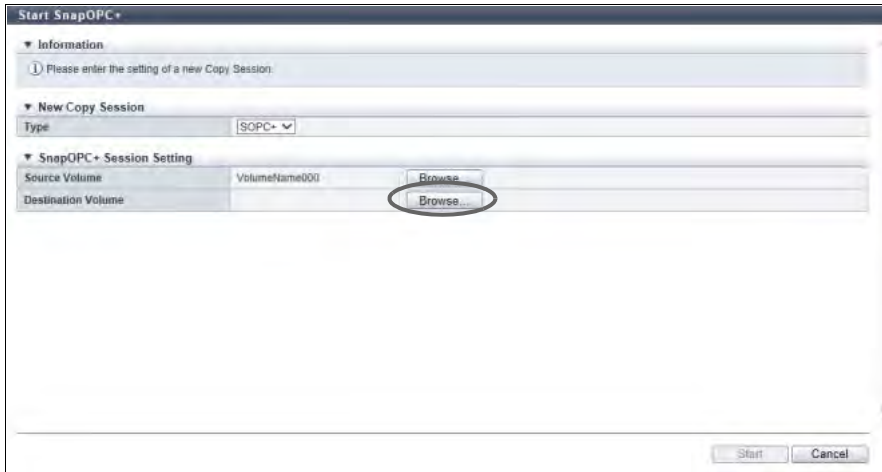 Start SnapOPC+
Information
Please enter the setting of a new Copy Session.
New Copy Session
Type SOPC+
SnapOPC+ Session Setting
Source Volume VolumeName000 Browse...
Destination Volume Browse...
Start Cancel